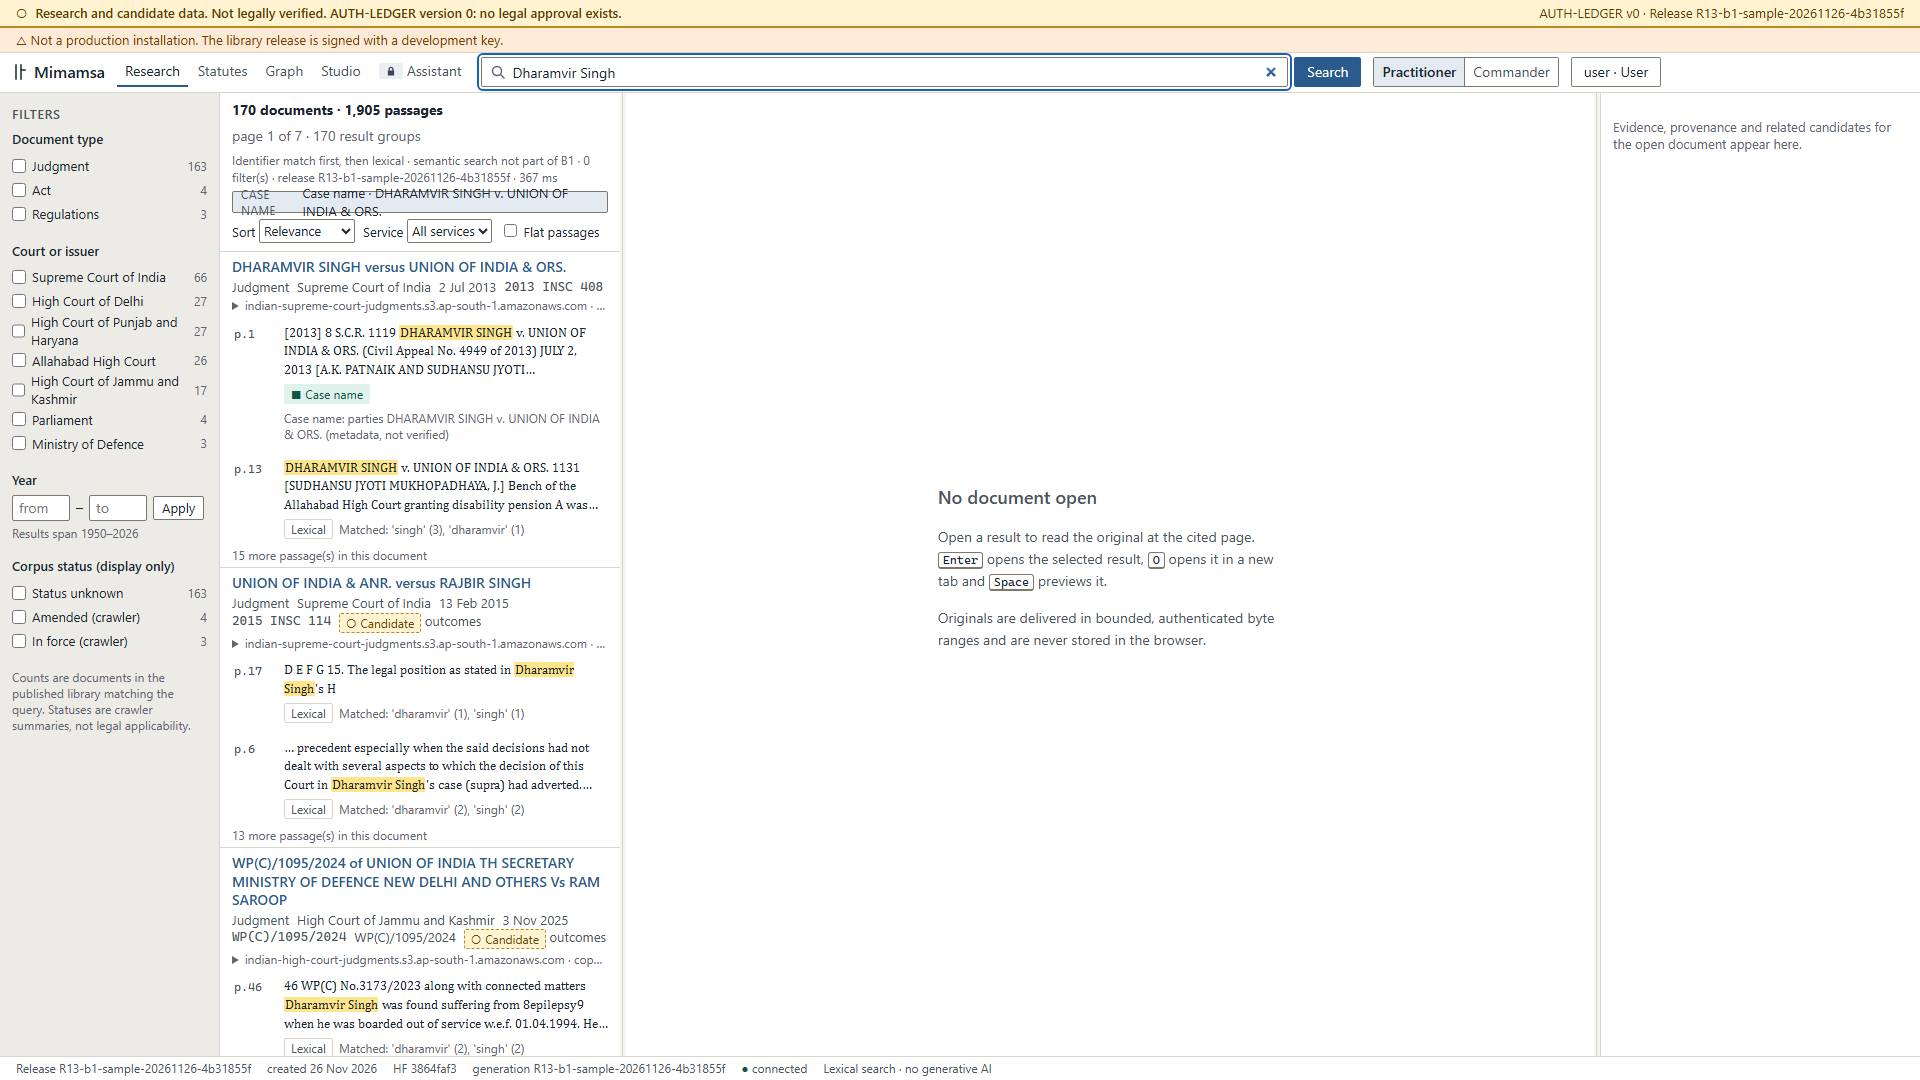 Research and candidate data. Not legally verified. AUTH-LEDGER version 0: no legal approval exists.
AUTH-LEDGER v0 · Release R13-b1-sample-20261126-4b31855f
Not a production installation. The library release is signed with a development key.
Mimamsa
Research
Statutes
Graph
Studio
Assistant
Dharamvir Singh
Search
Practitioner
Commander
user · User
FILTERS
Document type
Judgment 163
Act 4
Regulations 3
Court or issuer
Supreme Court of India 66
High Court of Delhi 27
High Court of Punjab and
Haryana 27
Allahabad High Court 26
High Court of Jammu and
Kashmir 17
Parliament 4
Ministry of Defence 3
Year
from – to Apply
Results span 1950–2026
Corpus status (display only)
Status unknown 163
Amended (crawler) 4
In force (crawler) 3
Counts are documents in the
published library matching the
query. Statuses are crawler
summaries, not legal applicability.
170 documents · 1,905 passages
page 1 of 7 · 170 result groups
Identifier match first, then lexical · semantic search not part of B1 · 0
filter(s) · release R13-b1-sample-20261126-4b31855f · 367 ms
CASE
NAME
Case name · DHARAMVIR SINGH v. UNION OF
INDIA & ORS.
Sort Relevance Service All services Flat passages
DHARAMVIR SINGH versus UNION OF INDIA & ORS.
Judgment Supreme Court of India 2 Jul 2013 2013 INSC 408
indian-supreme-court-judgments.s3.ap-south-1.amazonaws.com · ...
p.1 [2013] 8 S.C.R. 1119 DHARAMVIR SINGH v. UNION OF
INDIA & ORS. (Civil Appeal No. 4949 of 2013) JULY 2,
2013 [A.K. PATNAIK AND SUDHANSU JYOTI...
Case name
Case name: parties DHARAMVIR SINGH v. UNION OF INDIA
& ORS. (metadata, not verified)
p.13 DHARAMVIR SINGH v. UNION OF INDIA & ORS. 1131
[SUDHANSU JYOTI MUKHOPADHAYA, J.] Bench of the
Allahabad High Court granting disability pension A was...
Lexical Matched: 'singh' (3), 'dharamvir' (1)
15 more passage(s) in this document
UNION OF INDIA & ANR. versus RAJBIR SINGH
Judgment Supreme Court of India 13 Feb 2015
2015 INSC 114 Candidate outcomes
indian-supreme-court-judgments.s3.ap-south-1.amazonaws.com · ...
p.17 D E F G 15. The legal position as stated in Dharamvir
Singh's H
Lexical Matched: 'dharamvir' (1), 'singh' (1)
p.6 ... precedent especially when the said decisions had not
dealt with several aspects to which the decision of this
Court in Dharamvir Singh's case (supra) had adverted....
Lexical Matched: 'dharamvir' (2), 'singh' (2)
13 more passage(s) in this document
WP(C)/1095/2024 of UNION OF INDIA TH SECRETARY
MINISTRY OF DEFENCE NEW DELHI AND OTHERS Vs RAM
SAROOP
Judgment High Court of Jammu and Kashmir 3 Nov 2025
WP(C)/1095/2024 WP(C)/1095/2024 Candidate outcomes
indian-high-court-judgments.s3.ap-south-1.amazonaws.com · cop...
p.46 46 WP(C) No.3173/2023 along with connected matters
Dharamvir Singh was found suffering from 8epilepsy9
when he was boarded out of service w.e.f. 01.04.1994. He...
Lexical Matched: 'dharamvir' (2), 'singh' (2)
No document open
Open a result to read the original at the cited page.
Enter opens the selected result, O opens it in a new
tab and Space previews it.
Originals are delivered in bounded, authenticated byte
ranges and are never stored in the browser.
Evidence, provenance and related candidates for
the open document appear here.
Release R13-b1-sample-20261126-4b31855f created 26 Nov 2026 HF 3864faf3 generation R13-b1-sample-20261126-4b31855f connected Lexical search · no generative AI